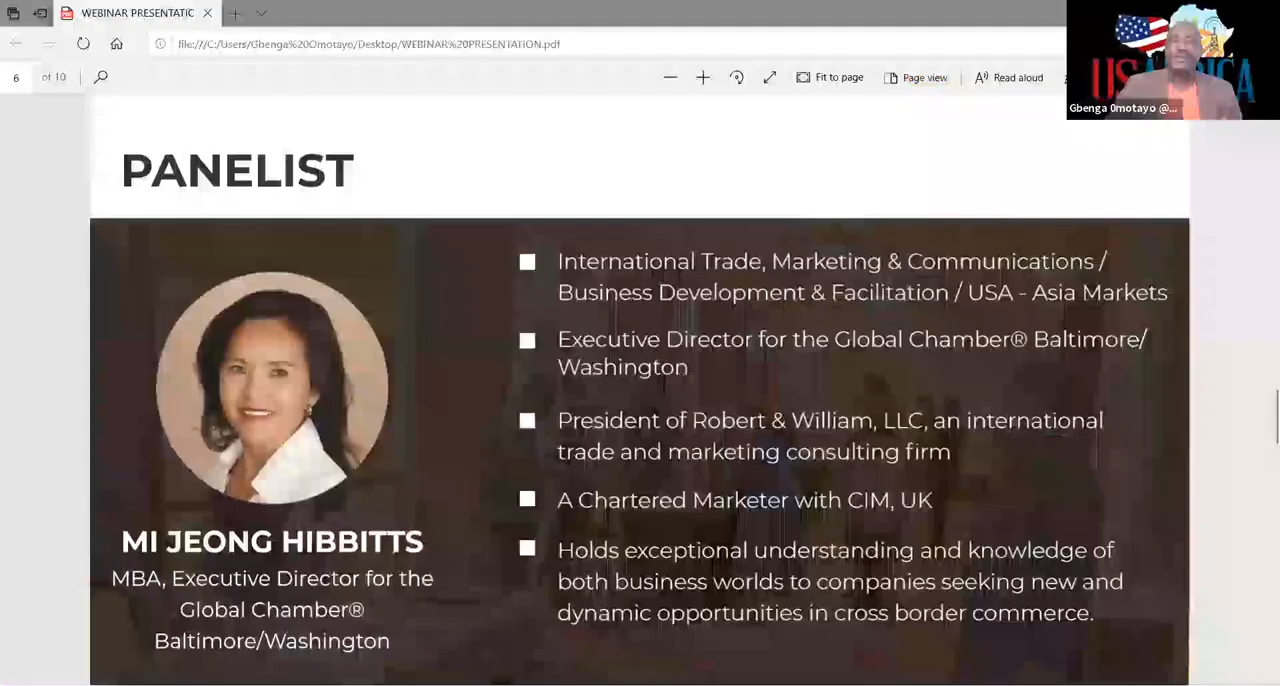 WEBINAR PRESENTATIC
file:///C:/Users/Gbenga%20Omotayo/Desktop/WEBINAR%20PRESENTATION.pdf
6 of 10
Fit to page
Page view
Read aloud
Gbenga Omotayo @...
PANELIST
International Trade, Marketing & Communications /
Business Development & Facilitation / USA - Asia Markets
Executive Director for the Global Chamber® Baltimore/
Washington
President of Robert & William, LLC, an international
trade and marketing consulting firm
A Chartered Marketer with CIM, UK
Holds exceptional understanding and knowledge of
both business worlds to companies seeking new and
dynamic opportunities in cross border commerce.
MI JEONG HIBBITTS
MBA, Executive Director for the
Global Chamber®
Baltimore/Washington